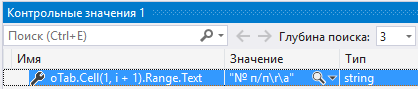 Контрольные значения 1
Поиск (Ctrl+E) Глубина поиска: 3
Имя Значение Тип
oTab.Cell(1, i + 1).Range.Text "№ п/п\r\a" string